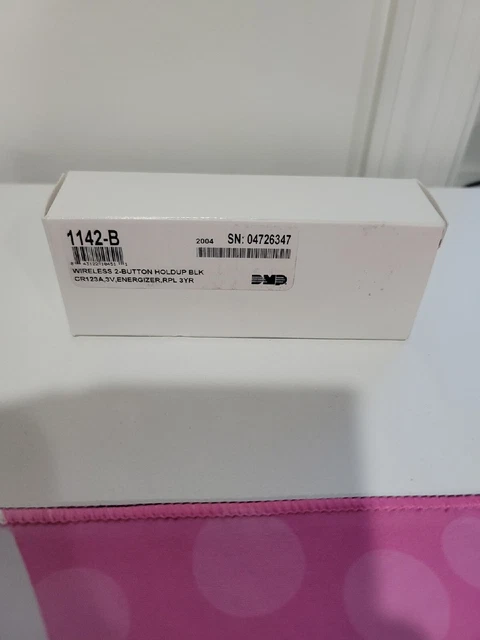 1142-B
2004 SN: 04726347
WIRELESS 2-BUTTON HOLDUP BLK
CR123A,3V,ENERGIZER,RPL 3YR
DMP